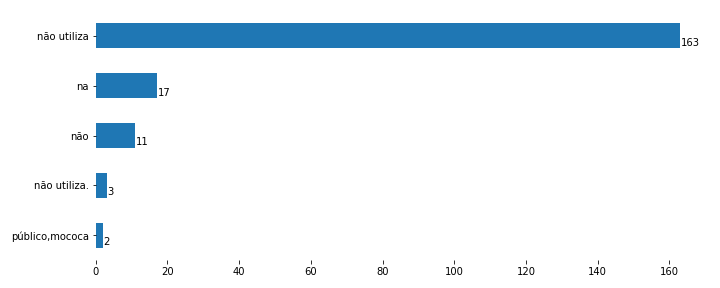 não utiliza
163
na
17
não
11
não utiliza.
3
público,mococa
2
0 20 40 60 80 100 120 140 160